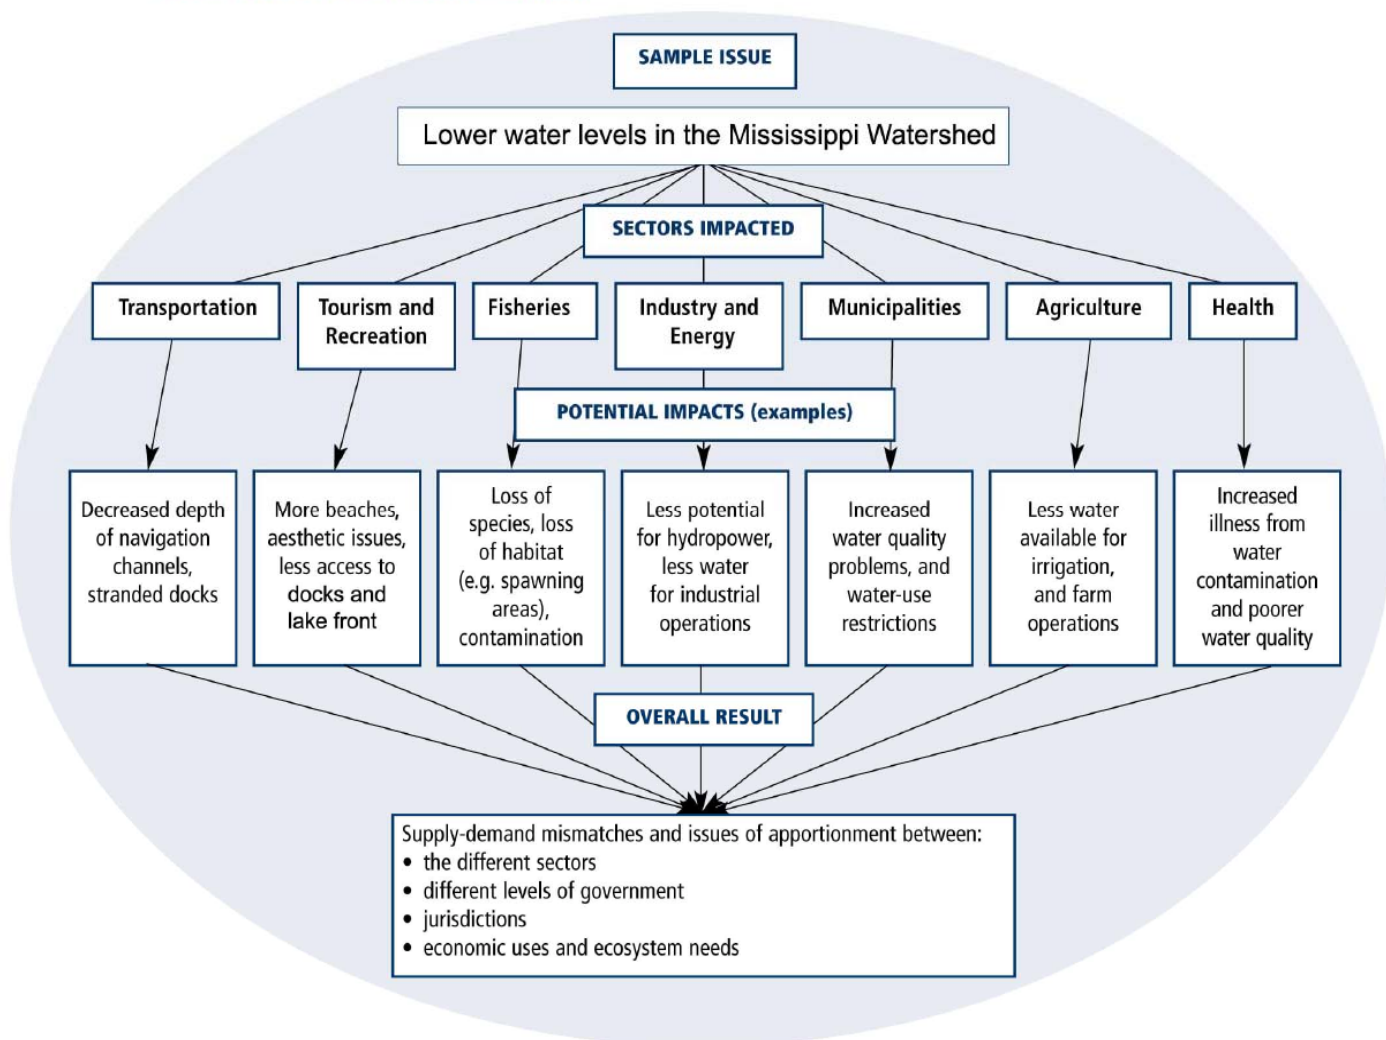 SAMPLE ISSUE
Lower water levels in the Mississippi Watershed
SECTORS IMPACTED
Transportation
Tourism and
Recreation
Fisheries
Industry and
Energy
Municipalities
Agriculture
Health
POTENTIAL IMPACTS (examples)
Decreased depth
of navigation
channels,
stranded docks
More beaches,
aesthetic issues,
less access to
docks and
lake front
Loss of
species, loss
of habitat
(e.g. spawning
areas),
contamination
Less potential
for hydropower,
less water
for industrial
operations
Increased
water quality
problems, and
water-use
restrictions
Less water
available for
irrigation,
and farm
operations
Increased
illness from
water
contamination
and poorer
water quality
OVERALL RESULT
Supply-demand mismatches and issues of apportionment between:
• the different sectors
• different levels of government
• jurisdictions
• economic uses and ecosystem needs